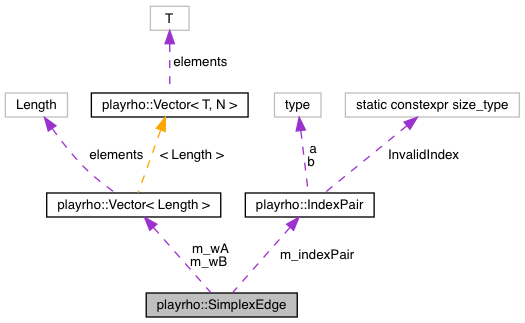 T
elements
Length
playrho::Vector< T, N >
type
static constexpr size_type
elements
< Length >
a
b
InvalidIndex
playrho::Vector< Length >
playrho::IndexPair
m_wA
m_wB
m_indexPair
playrho::SimplexEdge